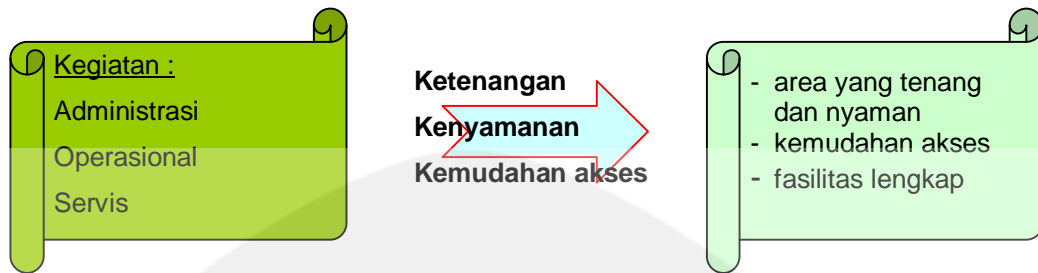 Kegiatan :
Administrasi
Operasional
Servis
Ketenangan
Kenyamanan
Kemudahan akses
- area yang tenang
dan nyaman
- kemudahan akses
- fasilitas lengkap